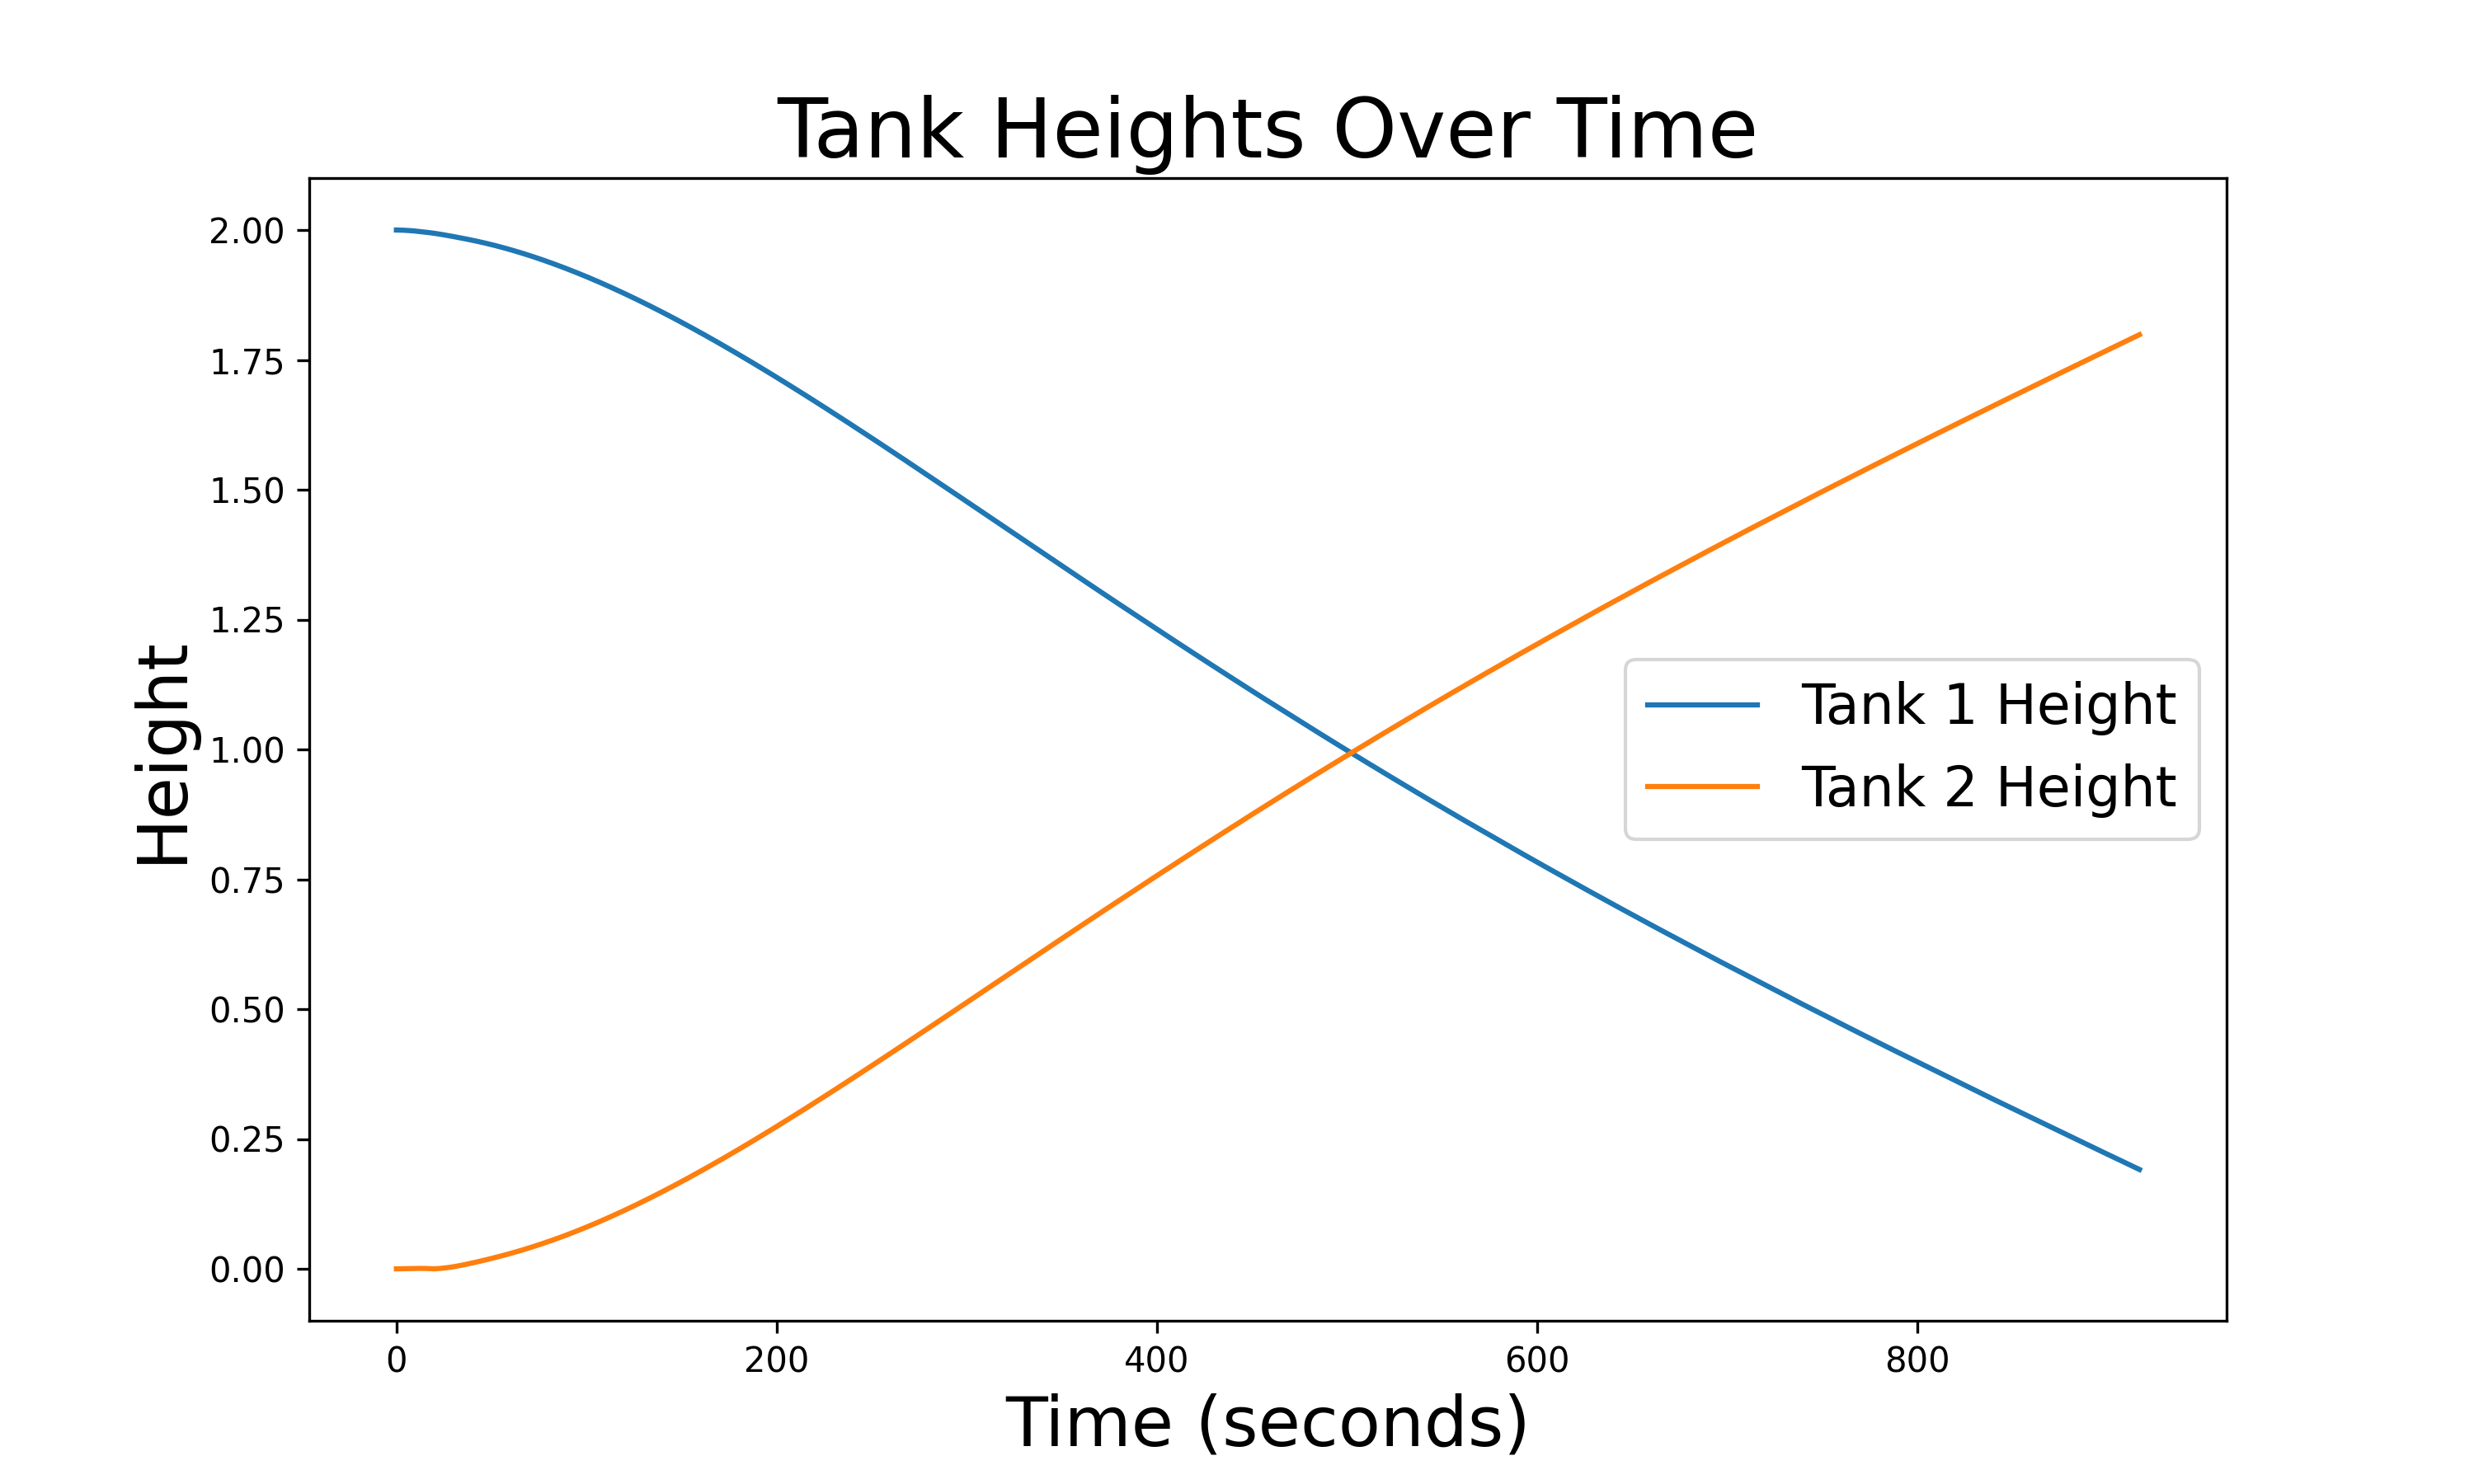 Tank Heights Over Time
2.00
1.75
1.50
1.25
1.00
0.75
0.50
0.25
0.00
Height
Tank 1 Height
Tank 2 Height
0 200 400 600 800
Time (seconds)